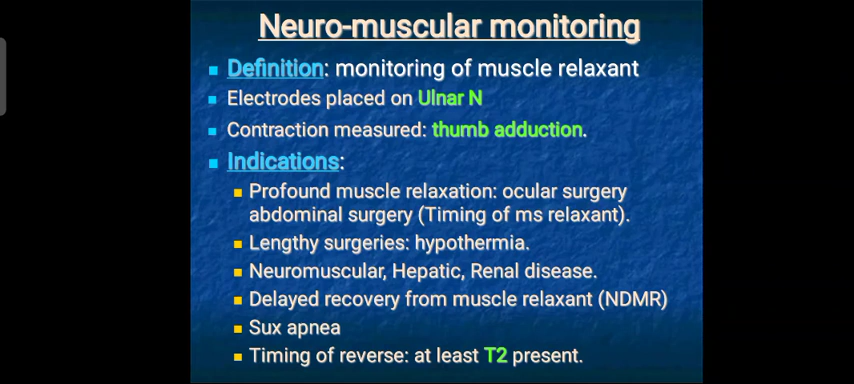 Neuro-muscular monitoring
Definition: monitoring of muscle relaxant
Electrodes placed on Ulnar N
Contraction measured: thumb adduction.
Indications:
Profound muscle relaxation: ocular surgery
abdominal surgery (Timing of ms relaxant).
Lengthy surgeries: hypothermia.
Neuromuscular, Hepatic, Renal disease.
Delayed recovery from muscle relaxant (NDMR)
Sux apnea
Timing of reverse: at least T2 present.